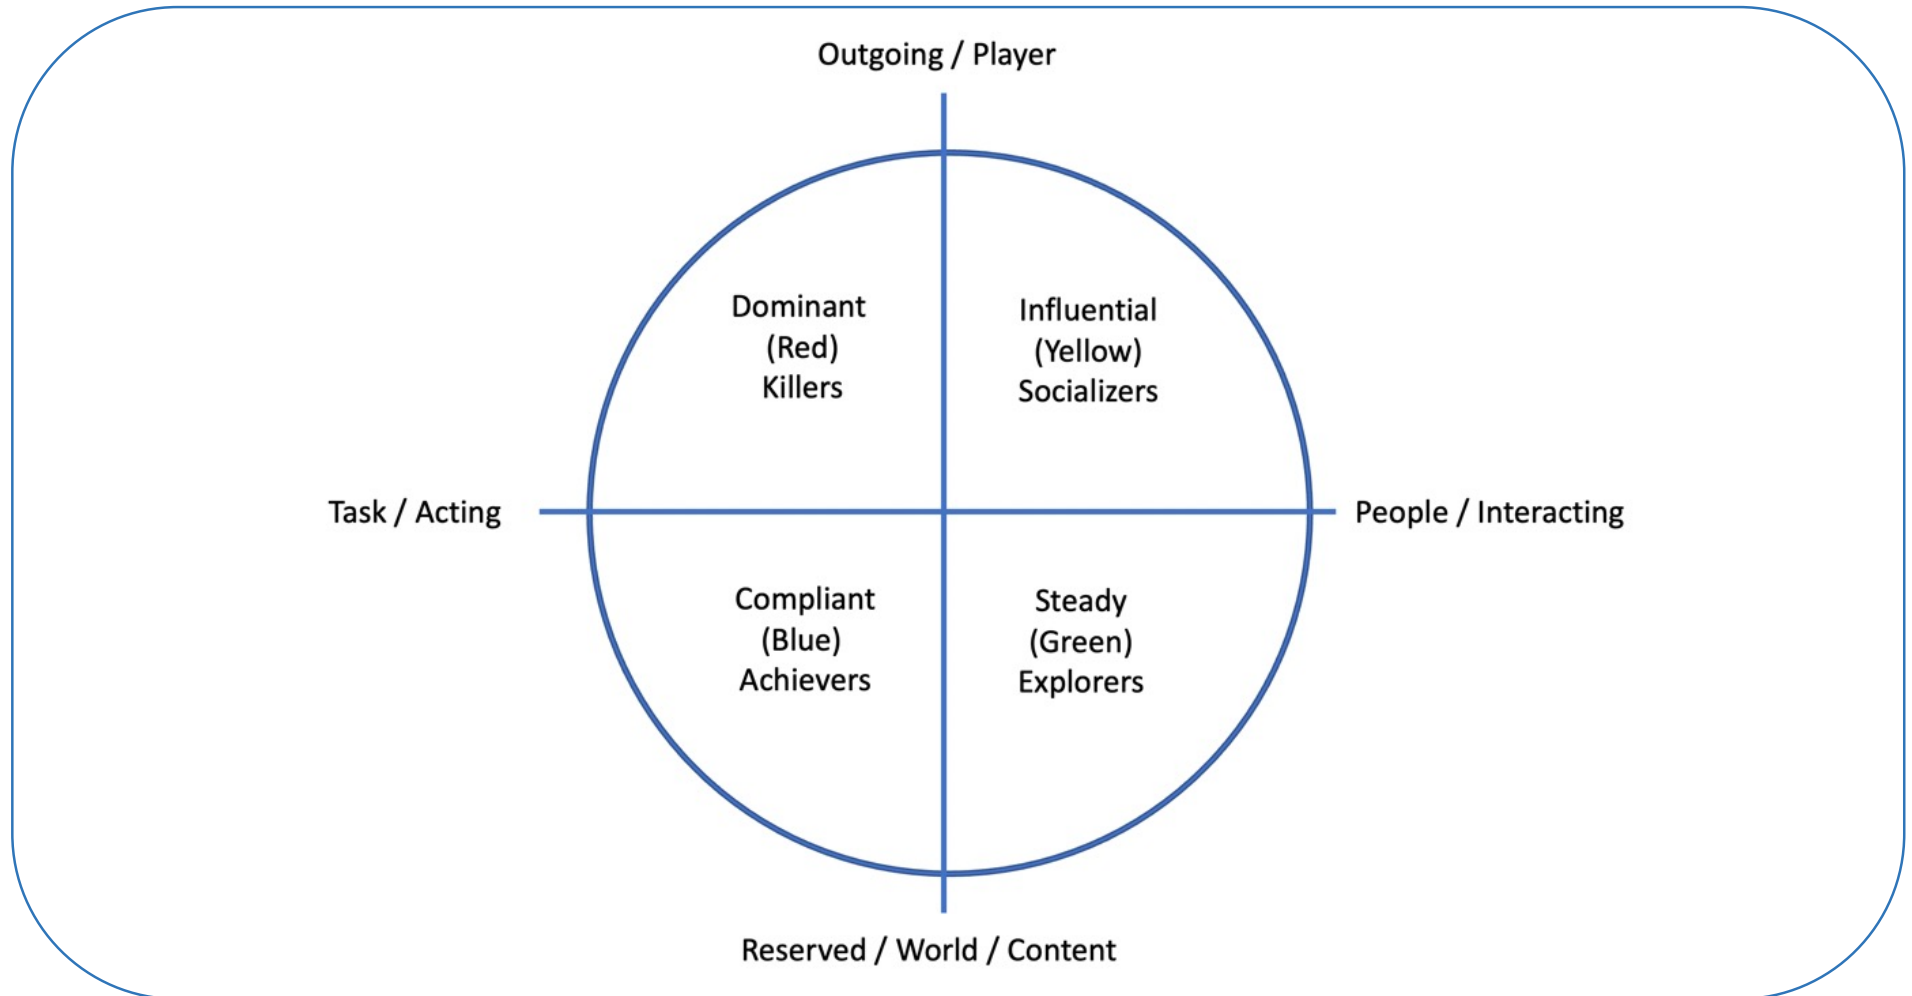 Outgoing / Player
Dominant
(Red)
Killers
Influential
(Yellow)
Socializers
Task / Acting
People / Interacting
Compliant
(Blue)
Achievers
Steady
(Green)
Explorers
Reserved / World / Content